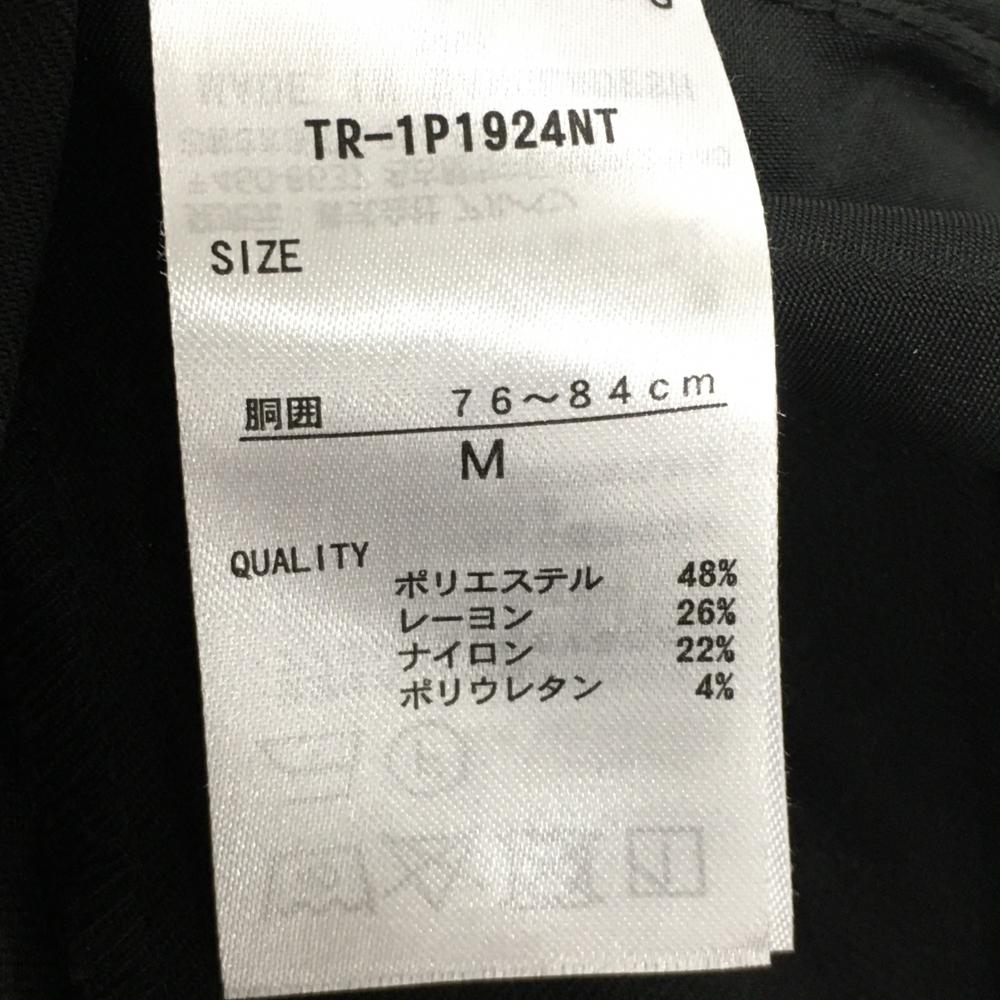 TR-1P1924NT
SIZE
胴囲 76～84cm
M
QUALITY
ポリエステル 48%
レーヨン 26%
ナイロン 22%
ポリウレタン 4%